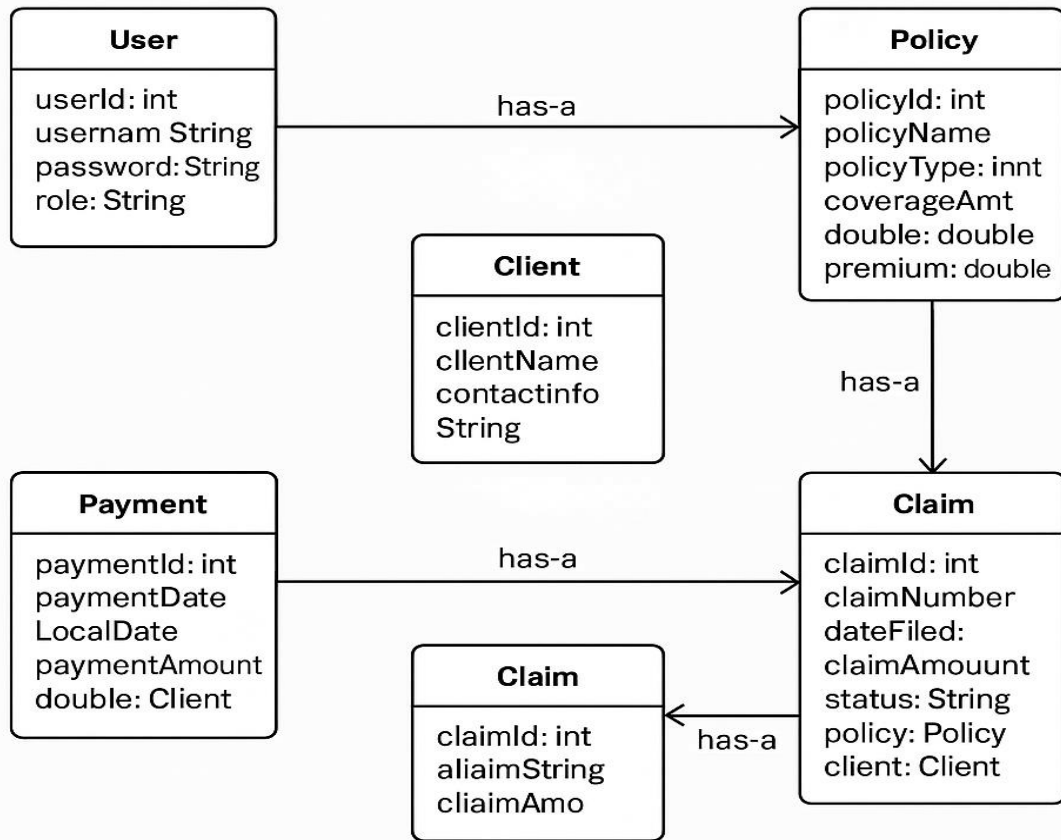 User
userId: int
usernam String
password: String
role: String
has-a
Policy
policyId: int
policyName
policyType: innt
coverageAmt
double: double
premium: double
Client
clientId: int
cllentName
contactinfo
String
has-a
Payment
paymentId: int
paymentDate
LocalDate
paymentAmount
double: Client
has-a
Claim
claimId: int
claimNumber
dateFiled:
claimAmouunt
status: String
policy: Policy
client: Client
has-a
Claim
claimId: int
aliaimString
cliaimAmo